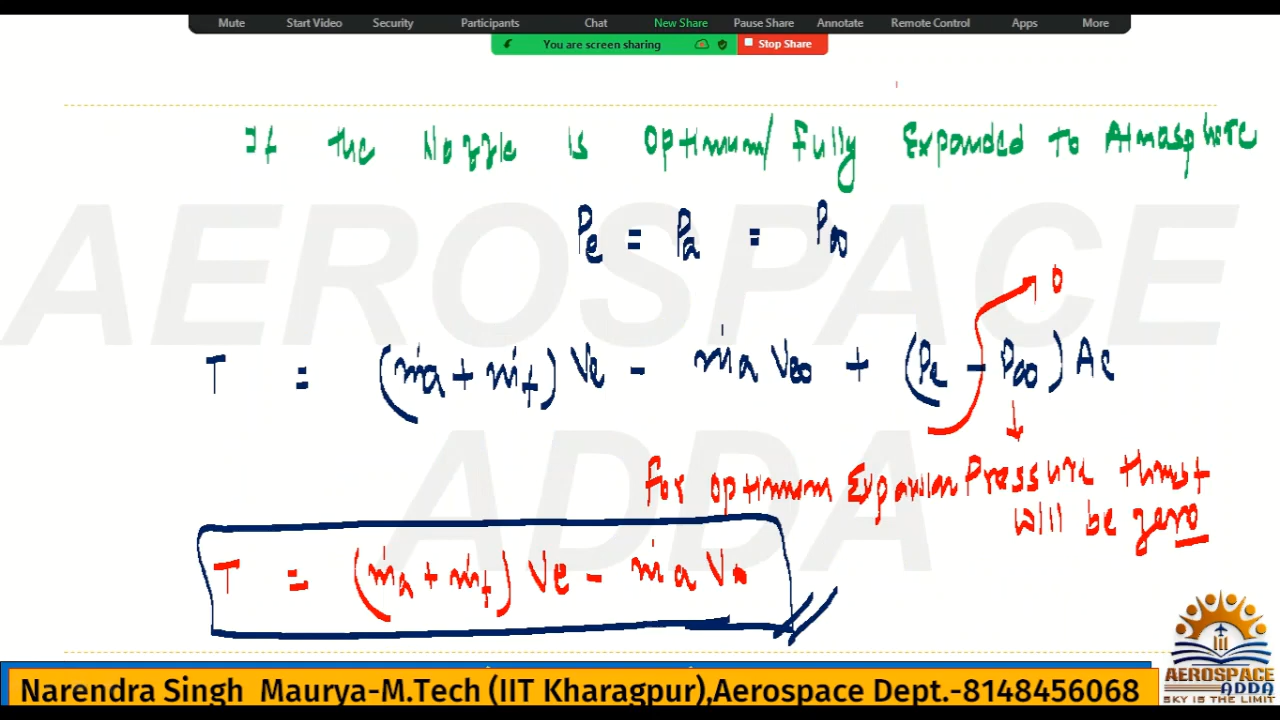 Mute Start Video Security Participants Chat New Share Pause Share Annotate Remote Control Apps More
You are screen sharing Stop Share
If the Nozzle is Optimum/fully Expanded to Atmosphere
Pe = Pa = P∞
T = (ṁa + ṁf) Ve - ṁa V∞ + (Pe - P∞) Ae
0
For optimum Expansion Pressure thrust
will be zero
T = (ṁa + ṁf) Ve - ṁa V∞
AEROSPACE
ADDA
Narendra Singh Maurya-M.Tech (IIT Kharagpur),Aerospace Dept.-8148456068
AEROSPACE
ADDA
SKY IS THE LIMIT